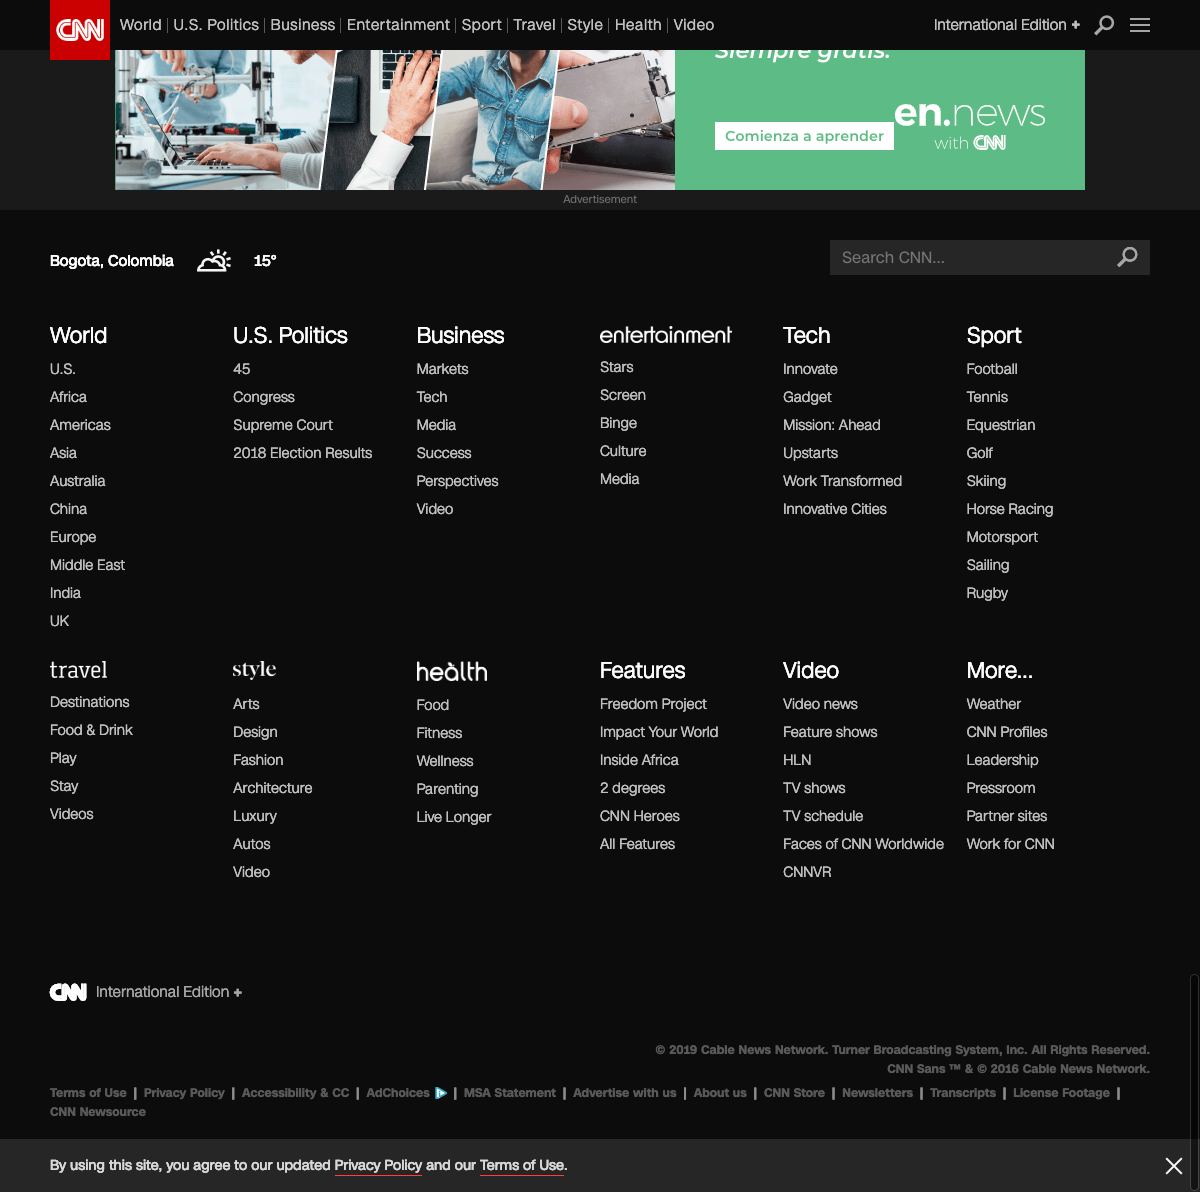 CNN World U.S. Politics Business Entertainment Sport Travel Style Health Video International Edition +
Siempre gratis.
en.news
Comienza a aprender
with CNN
Advertisement
Bogota, Colombia 15° Search CNN...
World
U.S.
Africa
Americas
Asia
Australia
China
Europe
Middle East
India
UK
U.S. Politics
45
Congress
Supreme Court
2018 Election Results
Business
Markets
Tech
Media
Success
Perspectives
Video
entertainment
Stars
Screen
Binge
Culture
Media
Tech
Innovate
Gadget
Mission: Ahead
Upstarts
Work Transformed
Innovative Cities
Sport
Football
Tennis
Equestrian
Golf
Skiing
Horse Racing
Motorsport
Sailing
Rugby
travel
Destinations
Food & Drink
Play
Stay
Videos
style
Arts
Design
Fashion
Architecture
Luxury
Autos
Video
health
Food
Fitness
Wellness
Parenting
Live Longer
Features
Freedom Project
Impact Your World
Inside Africa
2 degrees
CNN Heroes
All Features
Video
Video news
Feature shows
HLN
TV shows
TV schedule
Faces of CNN Worldwide
CNNVR
More...
Weather
CNN Profiles
Leadership
Pressroom
Partner sites
Work for CNN
CNN International Edition +
© 2019 Cable News Network. Turner Broadcasting System, Inc. All Rights Reserved.
CNN Sans ™ & © 2016 Cable News Network.
Terms of Use | Privacy Policy | Accessibility & CC | AdChoices | MSA Statement | Advertise with us | About us | CNN Store | Newsletters | Transcripts | License Footage |
CNN Newsource
By using this site, you agree to our updated Privacy Policy and our Terms of Use.